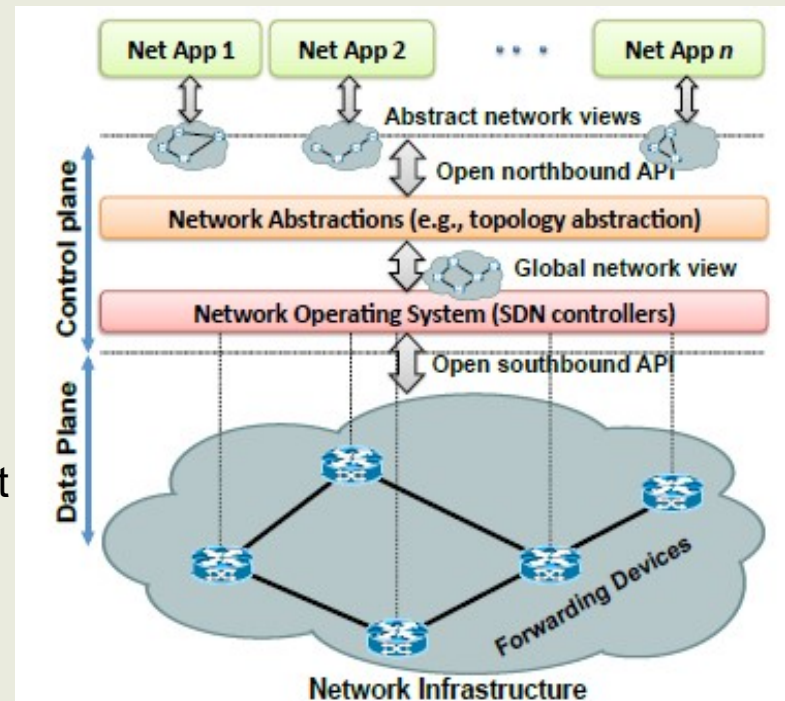 Net App 1
Net App 2
. . .
Net App n
Abstract network views
Open northbound API
Network Abstractions (e.g., topology abstraction)
Global network view
Network Operating System (SDN controllers)
Open southbound API
Control plane
Data Plane
t
Forwarding Devices
Network Infrastructure